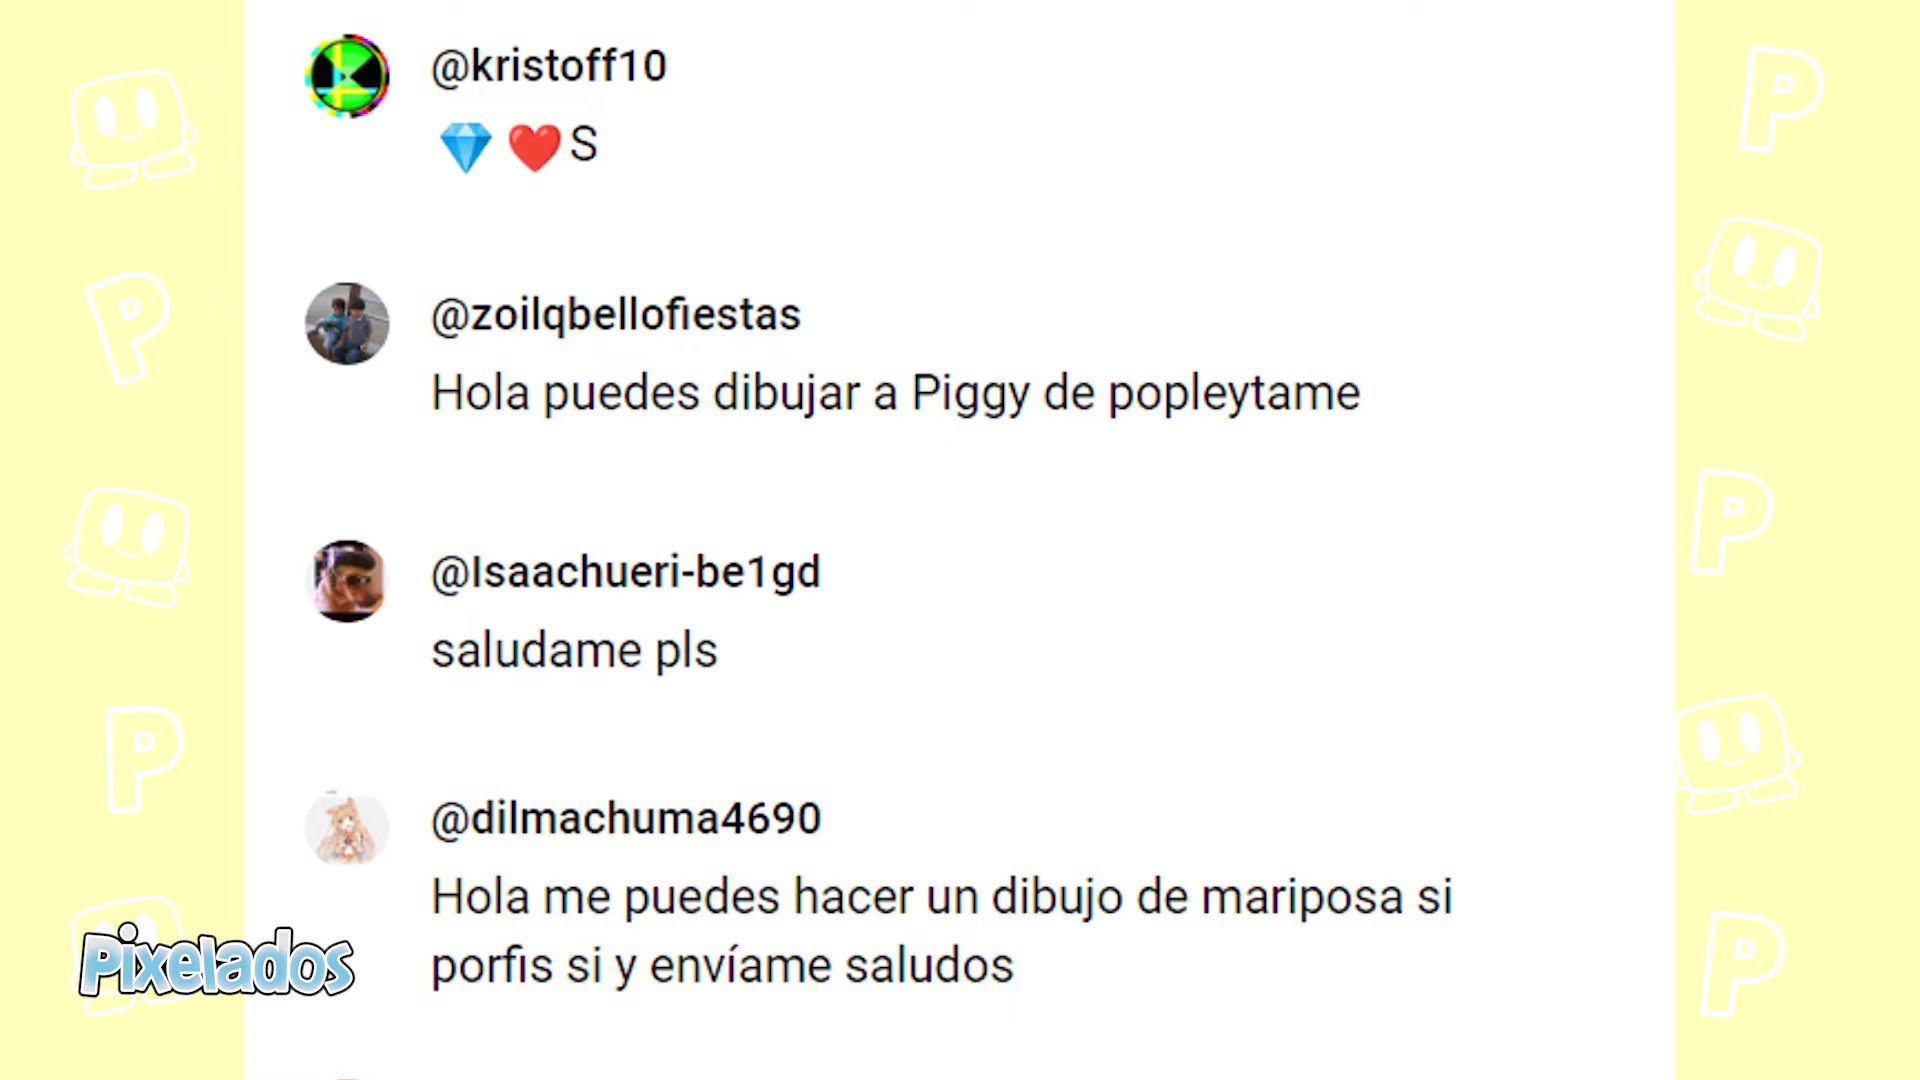 @kristoff10
💎 ❤️S
@zoilqbellofiestas
Hola puedes dibujar a Piggy de popleytame
@Isaachueri-be1gd
saludame pls
@dilmachuma4690
Hola me puedes hacer un dibujo de mariposa si
porfis si y envíame saludos
Pixelados
P
P
P
P
P